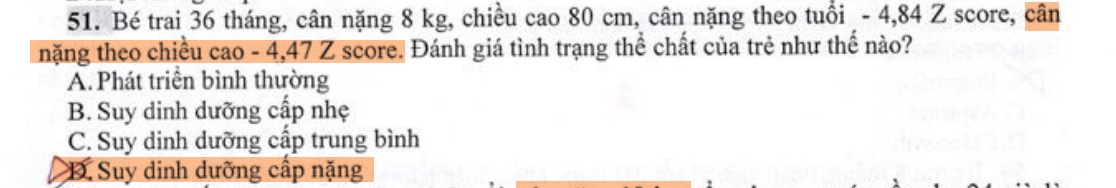 51. Bé trai 36 tháng, cân nặng 8 kg, chiều cao 80 cm, cân nặng theo tuổi - 4,84 Z score, cân
nặng theo chiều cao - 4,47 Z score. Đánh giá tình trạng thể chất của trẻ như thế nào?
A. Phát triển bình thường
B. Suy dinh dưỡng cấp nhẹ
C. Suy dinh dưỡng cấp trung bình
D. Suy dinh dưỡng cấp nặng